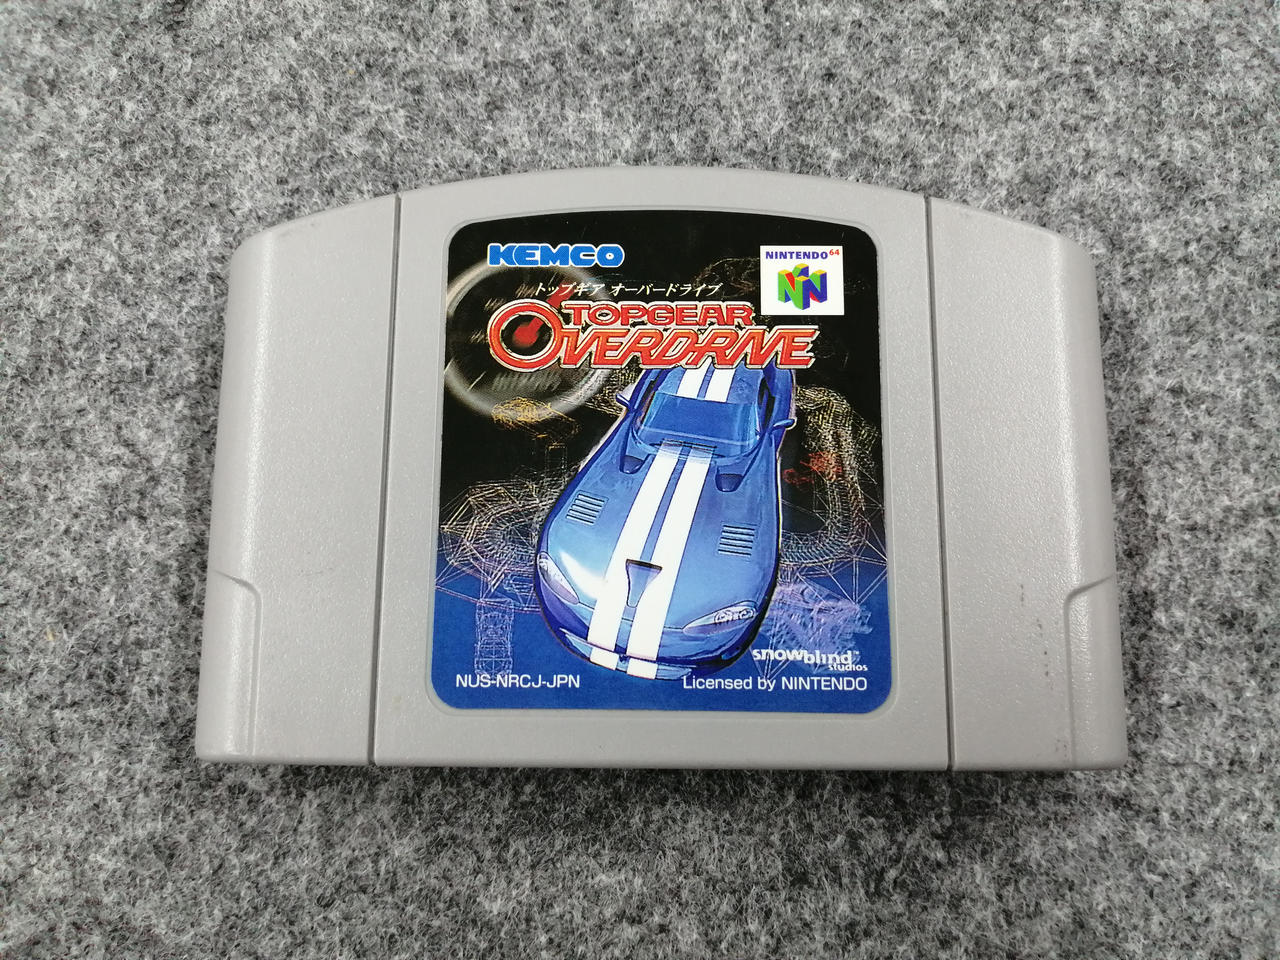 KEMCO
NINTENDO64
トップギア オーバードライブ
TOPGEAR
OVERDRIVE
snowblind™
studios
NUS-NRCJ-JPN
Licensed by NINTENDO